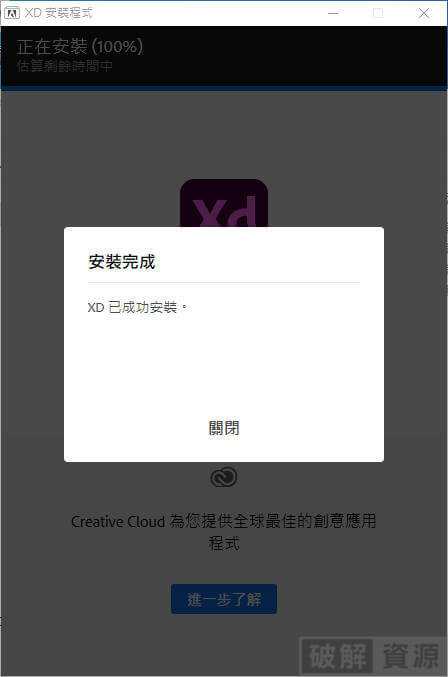 XD 安裝程式
正在安裝 (100%)
估算剩餘時間中
Xd
安裝完成
XD 已成功安裝。
關閉
Creative Cloud 為您提供全球最佳的創意應用
程式
進一步了解
破解 資源